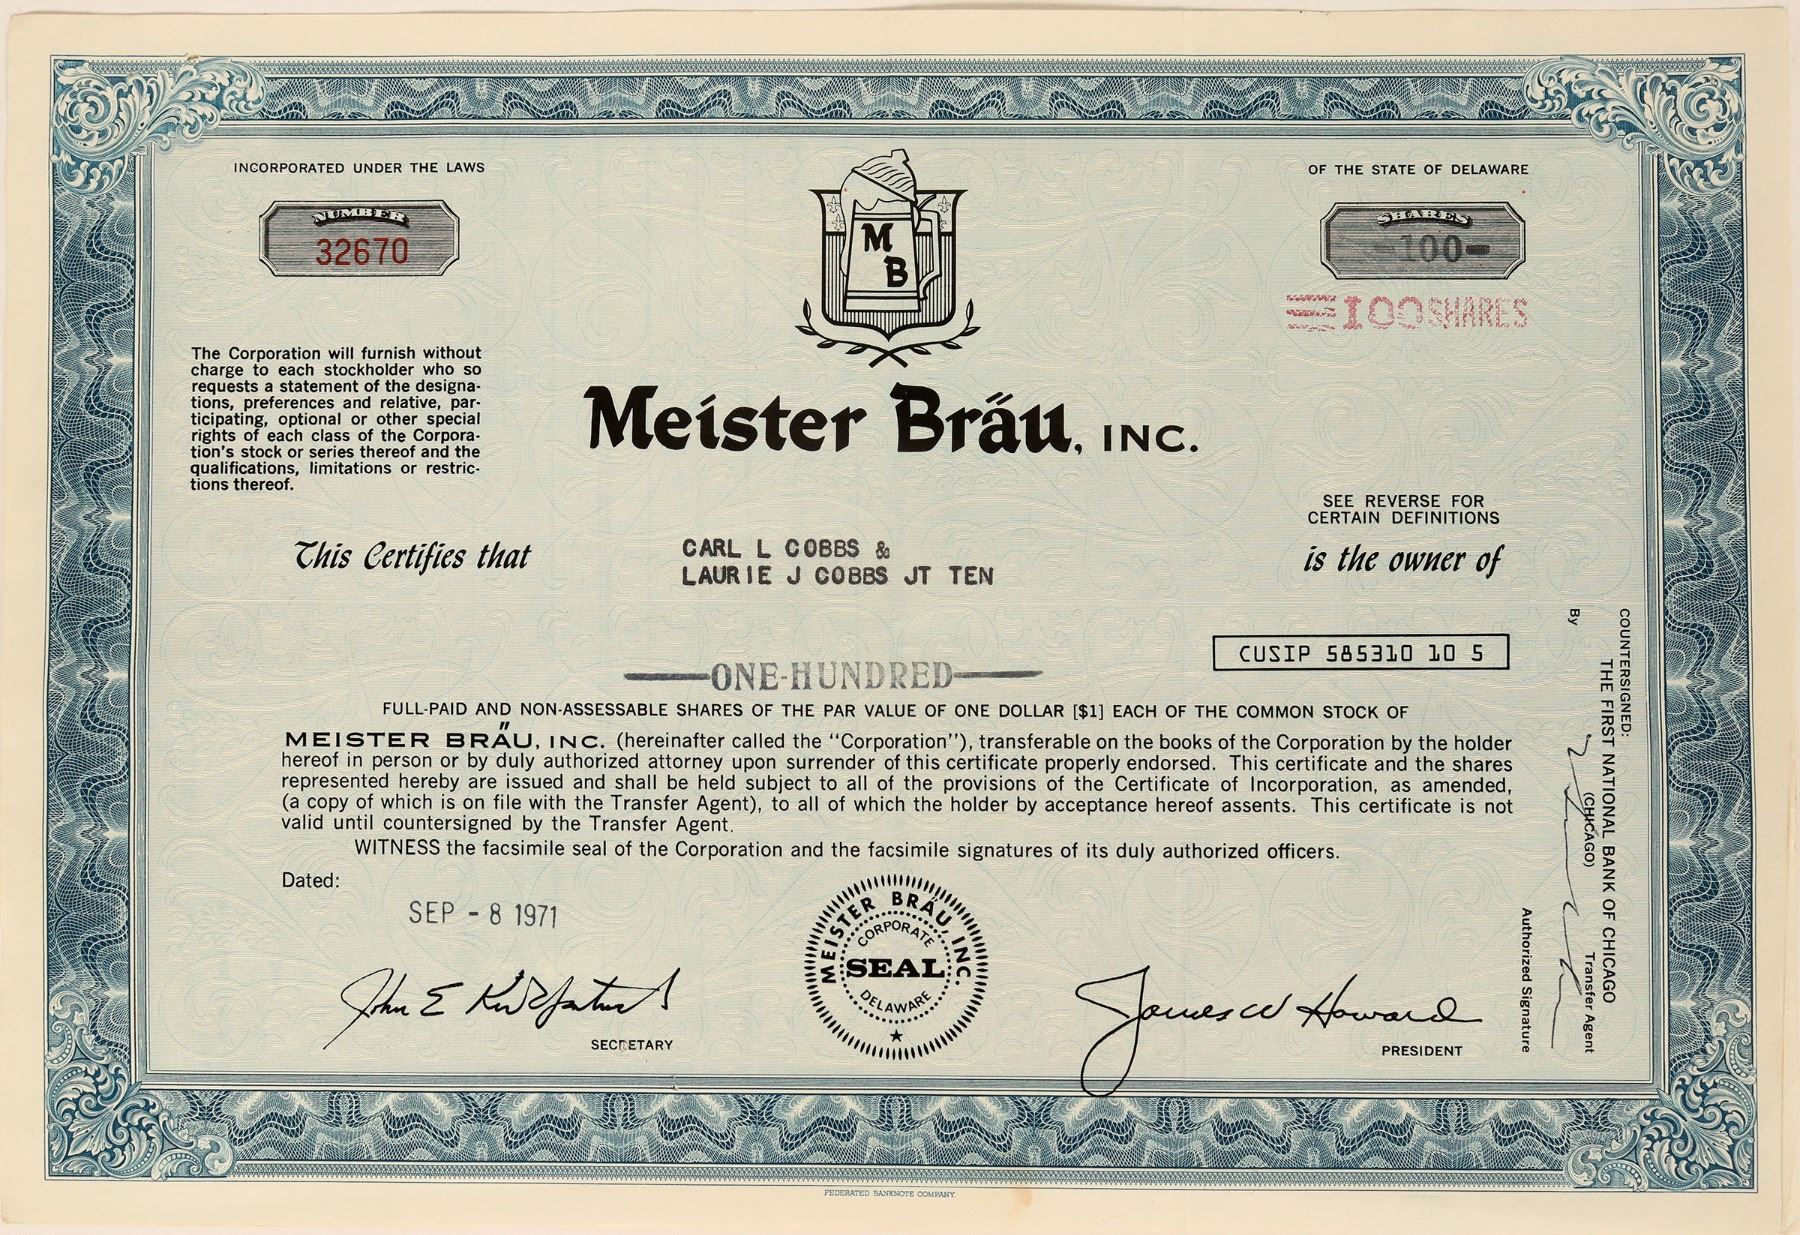 INCORPORATED UNDER THE LAWS
OF THE STATE OF DELAWARE
NUMBER
32670
SHARES
-100-
100 SHARES
M
B
The Corporation will furnish without
charge to each stockholder who so
requests a statement of the designa-
tions, preferences and relative, par-
ticipating, optional or other special
rights of each class of the Corpora-
tion's stock or series thereof and the
qualifications, limitations or restric-
tions thereof.
Meister Bräu, INC.
SEE REVERSE FOR
CERTAIN DEFINITIONS
This Certifies that
CARL L COBBS &
LAURIE J COBBS JT TEN
is the owner of
CUSIP 585310 10 5
ONE-HUNDRED
FULL-PAID AND NON-ASSESSABLE SHARES OF THE PAR VALUE OF ONE DOLLAR [$1] EACH OF THE COMMON STOCK OF
MEISTER BRÄU, INC. (hereinafter called the "Corporation"), transferable on the books of the Corporation by the holder
hereof in person or by duly authorized attorney upon surrender of this certificate properly endorsed. This certificate and the shares
represented hereby are issued and shall be held subject to all of the provisions of the Certificate of Incorporation, as amended,
(a copy of which is on file with the Transfer Agent), to all of which the holder by acceptance hereof assents. This certificate is not
valid until countersigned by the Transfer Agent.
WITNESS the facsimile seal of the Corporation and the facsimile signatures of its duly authorized officers.
Dated:
SEP - 8 1971
MEISTER BRÄU, INC.
CORPORATE
SEAL
DELAWARE
John E
SECRETARY
James W Howard
PRESIDENT
COUNTERSIGNED:
THE FIRST NATIONAL BANK OF CHICAGO
(CHICAGO)
Transfer Agent
By
Authorized Signature
FEDERATED BANKNOTE COMPANY